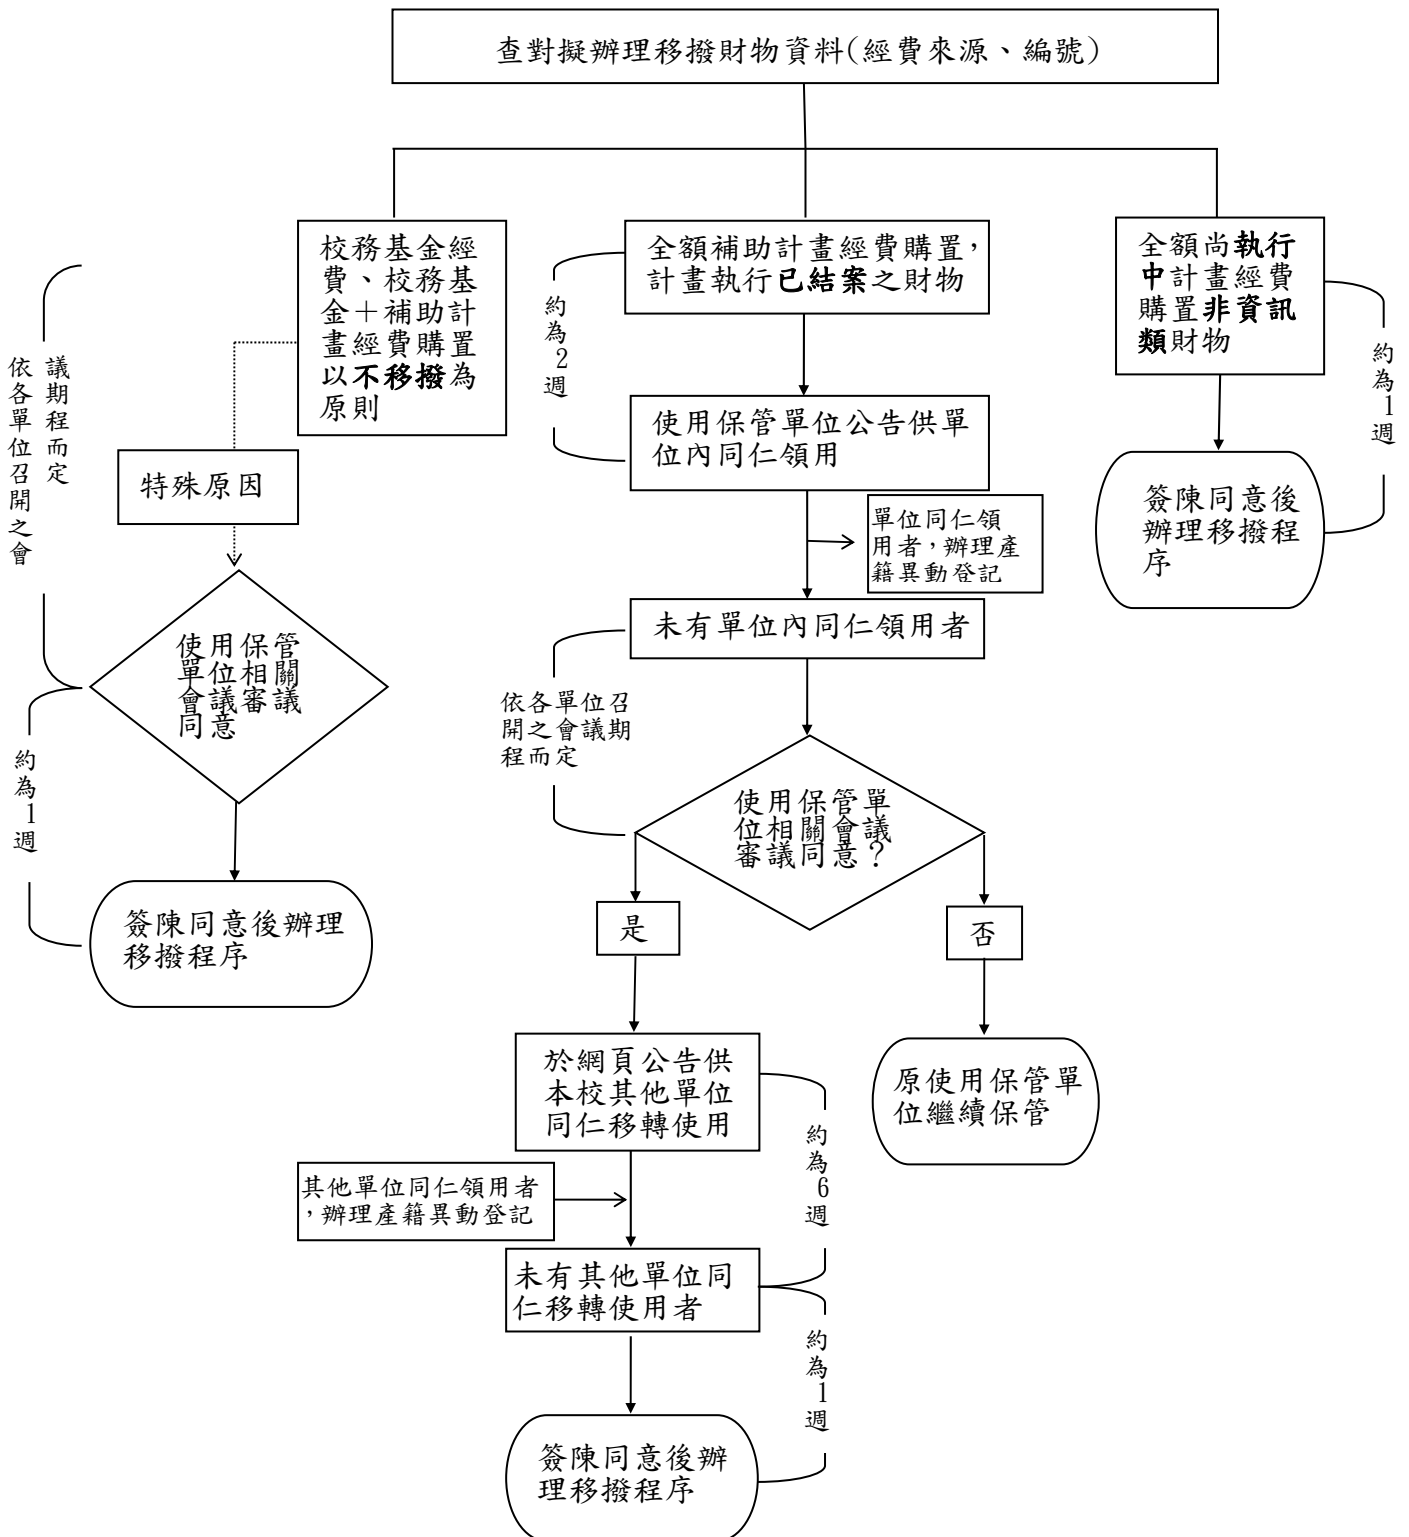 查對擬辦理移撥財物資料(經費來源、編號)
校務基金經
費、校務基
金＋補助計
畫經費購置
以不移撥為
原則
全額補助計畫經費購置，
計畫執行已結案之財物
全額尚執行
中計畫經費
購置非資訊
類財物
約為2週
約為1週
依各單位召開之會
議期程而定
使用保管單位公告供單
位內同仁領用
特殊原因
簽陳同意後
辦理移撥程
序
單位同仁領
用者，辦理產
籍異動登記
未有單位內同仁領用者
使用保管
單位相關
會議審議
同意
依各單位召
開之會議期
程而定
約為1週
使用保管單
位相關會議
審議同意？
簽陳同意後辦理
移撥程序
是
否
於網頁公告供
本校其他單位
同仁移轉使用
原使用保管單
位繼續保管
約為6週
其他單位同仁領用者
，辦理產籍異動登記
未有其他單位同
仁移轉使用者
約為1週
簽陳同意後辦
理移撥程序